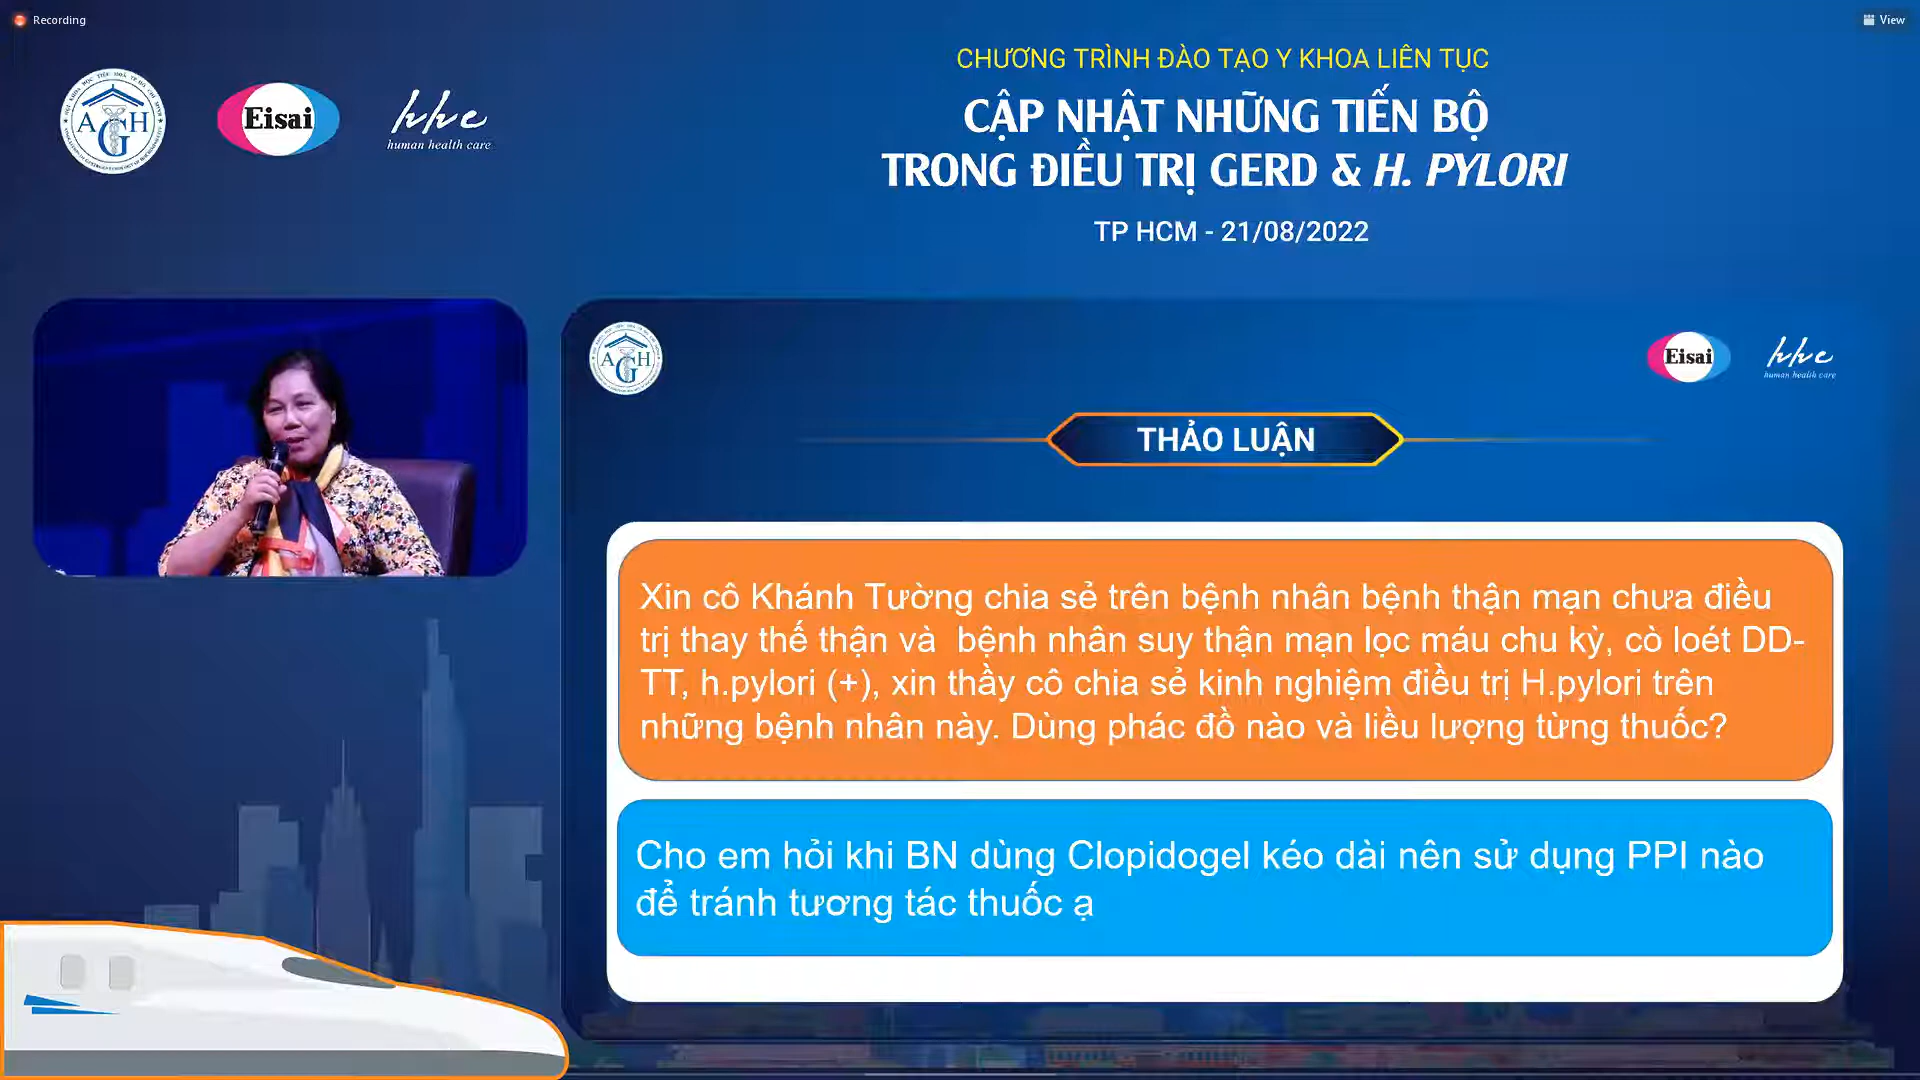 Recording
View
CHƯƠNG TRÌNH ĐÀO TẠO Y KHOA LIÊN TỤC
CẬP NHẬT NHỮNG TIẾN BỘ
TRONG ĐIỀU TRỊ GERD & H. PYLORI
TP HCM - 21/08/2022
AGH
Eisai
hhc
human health care
AGH
Eisai
hhc
human health care
THẢO LUẬN
Xin cô Khánh Tường chia sẻ trên bệnh nhân bệnh thận mạn chưa điều
trị thay thế thận và  bệnh nhân suy thận mạn lọc máu chu kỳ, cò loét DD-
TT, h.pylori (+), xin thầy cô chia sẻ kinh nghiệm điều trị H.pylori trên
những bệnh nhân này. Dùng phác đồ nào và liều lượng từng thuốc?
Cho em hỏi khi BN dùng Clopidogel kéo dài nên sử dụng PPI nào
để tránh tương tác thuốc ạ